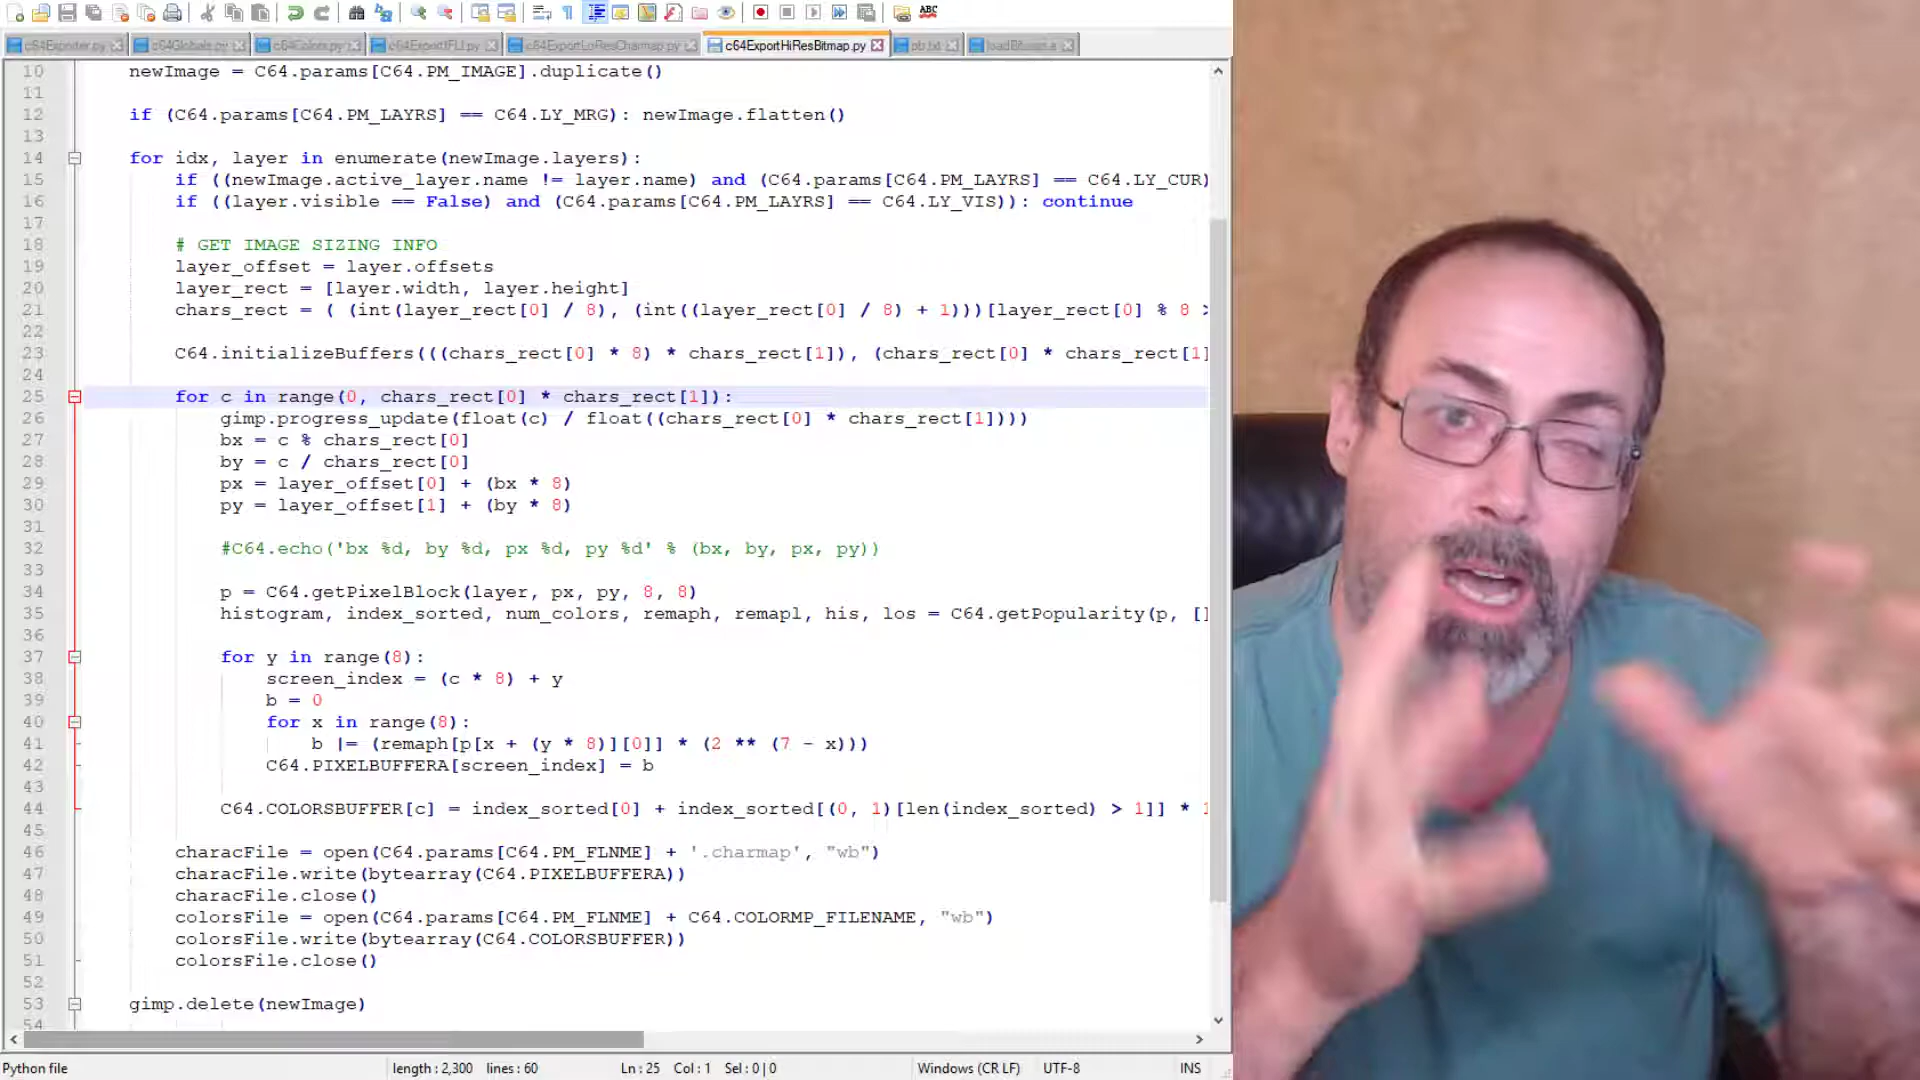 c64Exporter.py c64Globals.py c64Colors.py c64ExportIFLI.py c64ExportLoResCharmap.py c64ExportHiResBitmap.py
10 newImage = C64.params[C64.PM_IMAGE].duplicate()
11
12 if (C64.params[C64.PM_LAYRS] == C64.LY_MRG): newImage.flatten()
13
14 for idx, layer in enumerate(newImage.layers):
15 if ((newImage.active_layer.name != layer.name) and (C64.params[C64.PM_LAYRS] == C64.LY_CUR)
16 if ((layer.visible == False) and (C64.params[C64.PM_LAYRS] == C64.LY_VIS)): continue
17
18 # GET IMAGE SIZING INFO
19 layer_offset = layer.offsets
20 layer_rect = [layer.width, layer.height]
21 chars_rect = ( (int(layer_rect[0] / 8), (int((layer_rect[0] / 8) + 1)))[layer_rect[0] % 8 >
22
23 C64.initializeBuffers(((chars_rect[0] * 8) * chars_rect[1]), (chars_rect[0] * chars_rect[1]
24
25 for c in range(0, chars_rect[0] * chars_rect[1]):
26 gimp.progress_update(float(c) / float((chars_rect[0] * chars_rect[1])))
27 bx = c % chars_rect[0]
28 by = c / chars_rect[0]
29 px = layer_offset[0] + (bx * 8)
30 py = layer_offset[1] + (by * 8)
31
32 #C64.echo('bx %d, by %d, px %d, py %d' % (bx, by, px, py))
33
34 p = C64.getPixelBlock(layer, px, py, 8, 8)
35 histogram, index_sorted, num_colors, remaph, remapl, his, los = C64.getPopularity(p, []
36
37 for y in range(8):
38 screen_index = (c * 8) + y
39 b = 0
40 for x in range(8):
41 b |= (remaph[p[x + (y * 8)][0]] * (2 ** (7 - x)))
42 C64.PIXELBUFFERA[screen_index] = b
43
44 C64.COLORSBUFFER[c] = index_sorted[0] + index_sorted[(0, 1)[len(index_sorted) > 1]] * 1
45
46 characFile = open(C64.params[C64.PM_FLNME] + '.charmap', "wb")
47 characFile.write(bytearray(C64.PIXELBUFFERA))
48 characFile.close()
49 colorsFile = open(C64.params[C64.PM_FLNME] + C64.COLORMP_FILENAME, "wb")
50 colorsFile.write(bytearray(C64.COLORSBUFFER))
51 colorsFile.close()
52
53 gimp.delete(newImage)
54
Python file length : 2,300 lines : 60 Ln : 25 Col : 1 Sel : 0 | 0 Windows (CR LF) UTF-8 INS